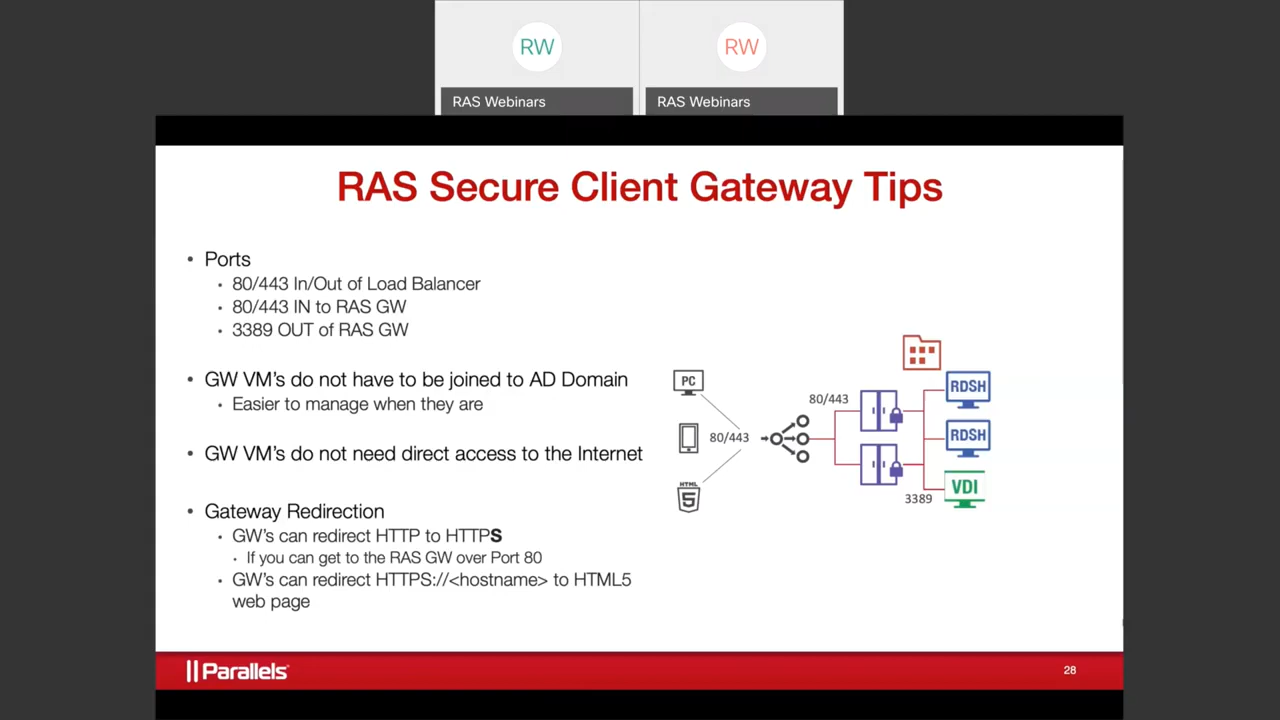 RW
RW
RAS Webinars
RAS Webinars
RAS Secure Client Gateway Tips
• Ports
• 80/443 In/Out of Load Balancer
• 80/443 IN to RAS GW
• 3389 OUT of RAS GW
• GW VM's do not have to be joined to AD Domain
• Easier to manage when they are
• GW VM's do not need direct access to the Internet
• Gateway Redirection
• GW's can redirect HTTP to HTTPS
• If you can get to the RAS GW over Port 80
• GW's can redirect HTTPS://<hostname> to HTML5
web page
PC
80/443
HTML
5
80/443
RDSH
RDSH
VDI
3389
Parallels
28